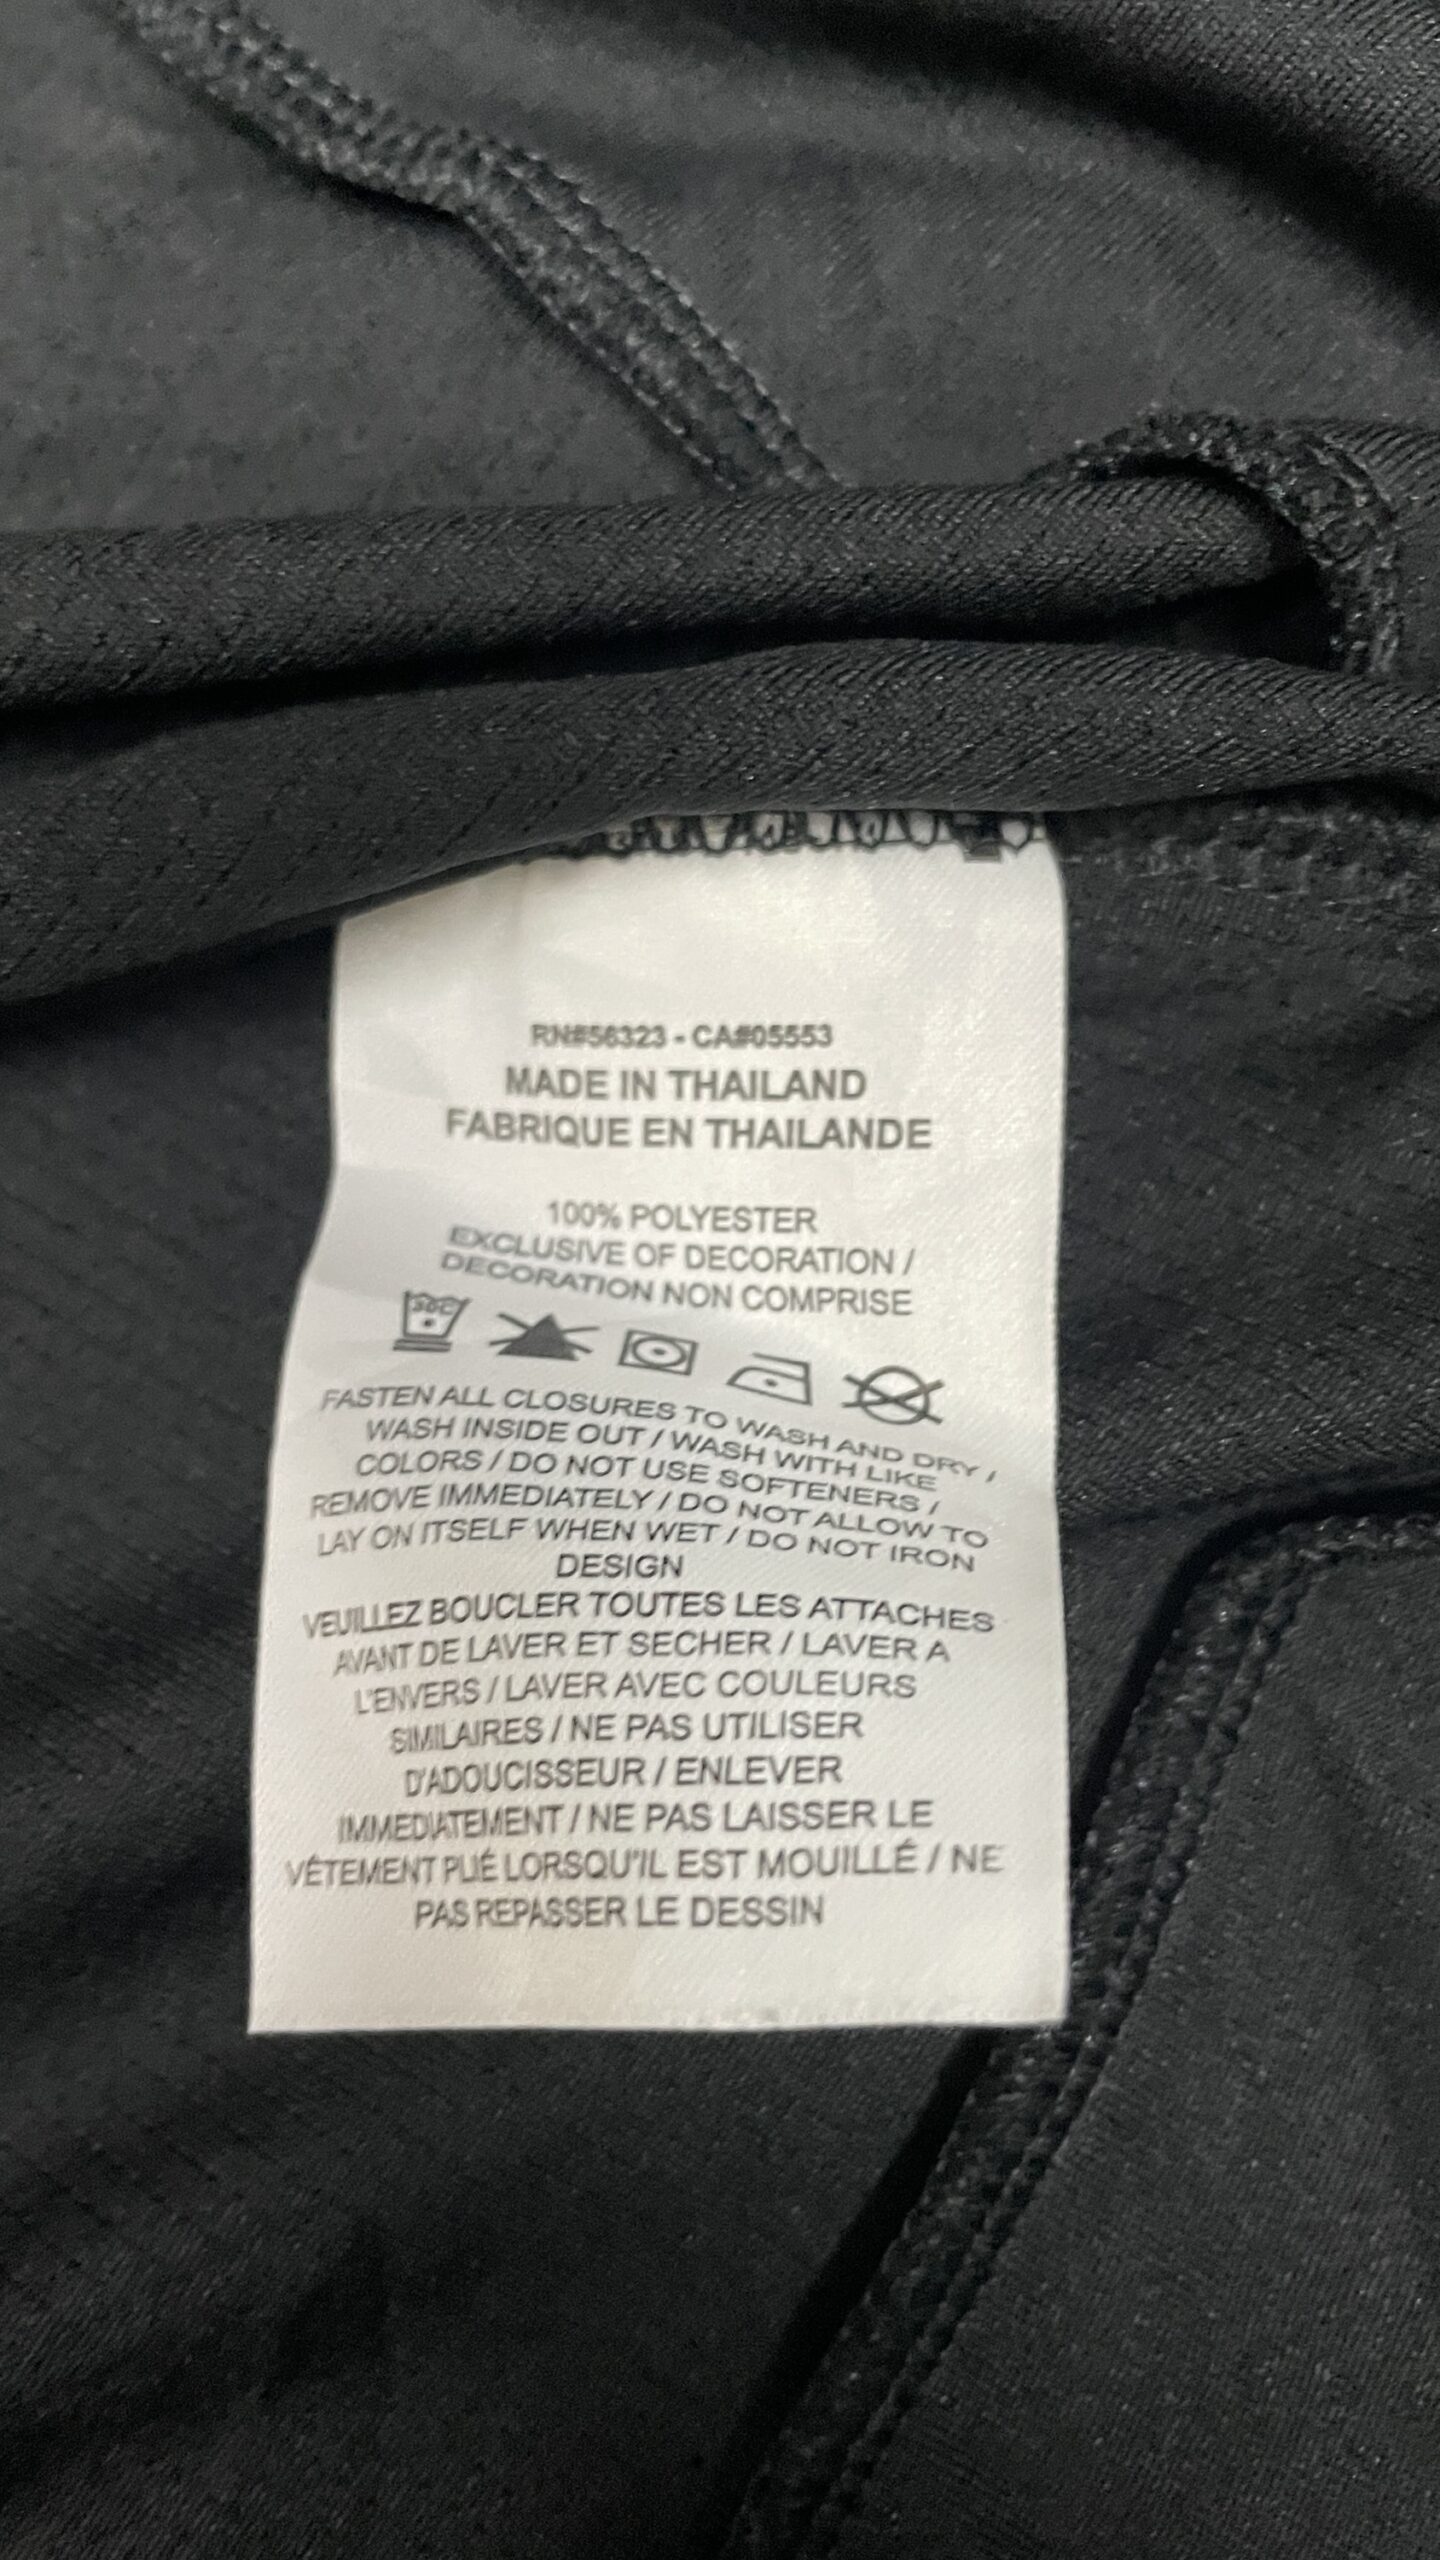 RN#56323 - CA#05553
MADE IN THAILAND
FABRIQUE EN THAILANDE
100% POLYESTER
EXCLUSIVE OF DECORATION /
DECORATION NON COMPRISE
30C
FASTEN ALL CLOSURES TO WASH AND DRY /
WASH INSIDE OUT / WASH WITH LIKE
COLORS / DO NOT USE SOFTENERS /
REMOVE IMMEDIATELY / DO NOT ALLOW TO
LAY ON ITSELF WHEN WET / DO NOT IRON
DESIGN
VEUILLEZ BOUCLER TOUTES LES ATTACHES
AVANT DE LAVER ET SECHER / LAVER A
L'ENVERS / LAVER AVEC COULEURS
SIMILAIRES / NE PAS UTILISER
D'ADOUCISSEUR / ENLEVER
IMMEDIATEMENT / NE PAS LAISSER LE
VÊTEMENT PLIÉ LORSQU'IL EST MOUILLÉ / NE
PAS REPASSER LE DESSIN